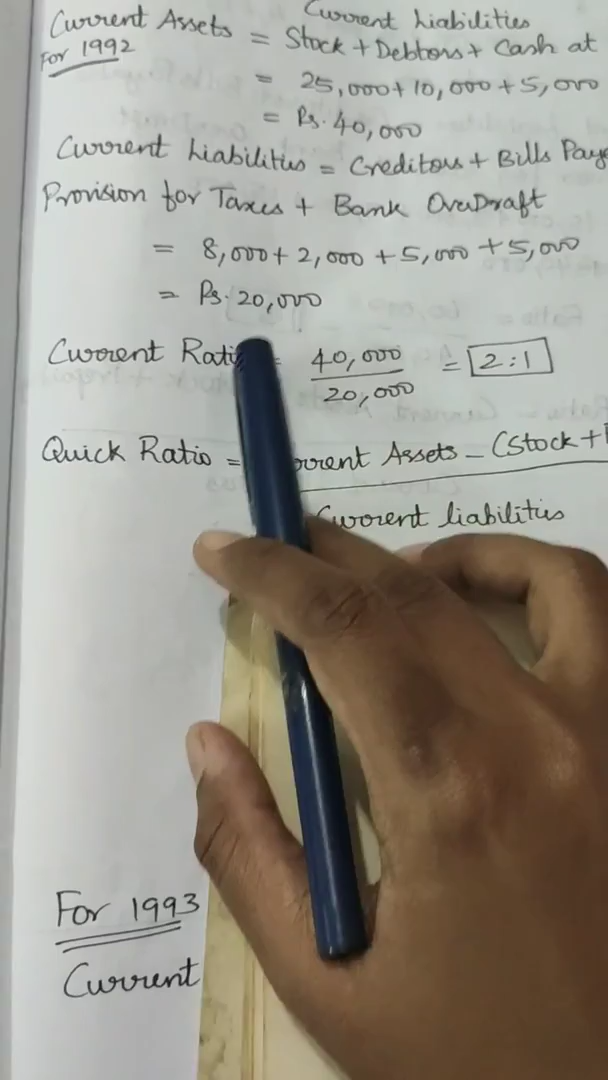 Current Liabilities
Current Assets = Stock + Debtors + Cash at
For 1992
= 25,000 + 10,000 + 5,000
= Rs. 40,000
Current Liabilities = Creditors + Bills Paya
Provision for Taxes + Bank OverDraft
= 8,000 + 2,000 + 5,000 + 5,000
= Rs. 20,000
Current Rati = 40,000 / 20,000 = 2:1
Quick Ratio = rrent Assets - (Stock +
Current liabilities
For 1993
Current